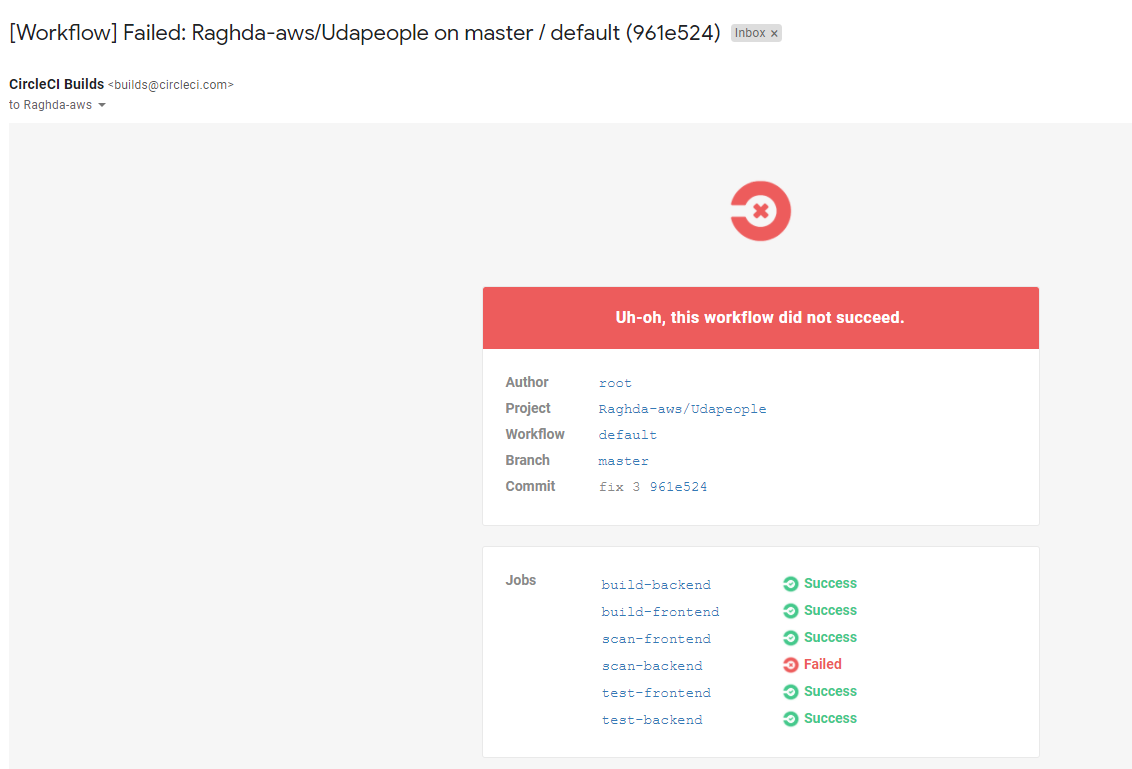 [Workflow] Failed: Raghda-aws/Udapeople on master / default (961e524) Inbox ×
CircleCI Builds <builds@circleci.com>
to Raghda-aws
Uh-oh, this workflow did not succeed.
Author root
Project Raghda-aws/Udapeople
Workflow default
Branch master
Commit fix 3 961e524
Jobs build-backend Success
build-frontend Success
scan-frontend Success
scan-backend Failed
test-frontend Success
test-backend Success